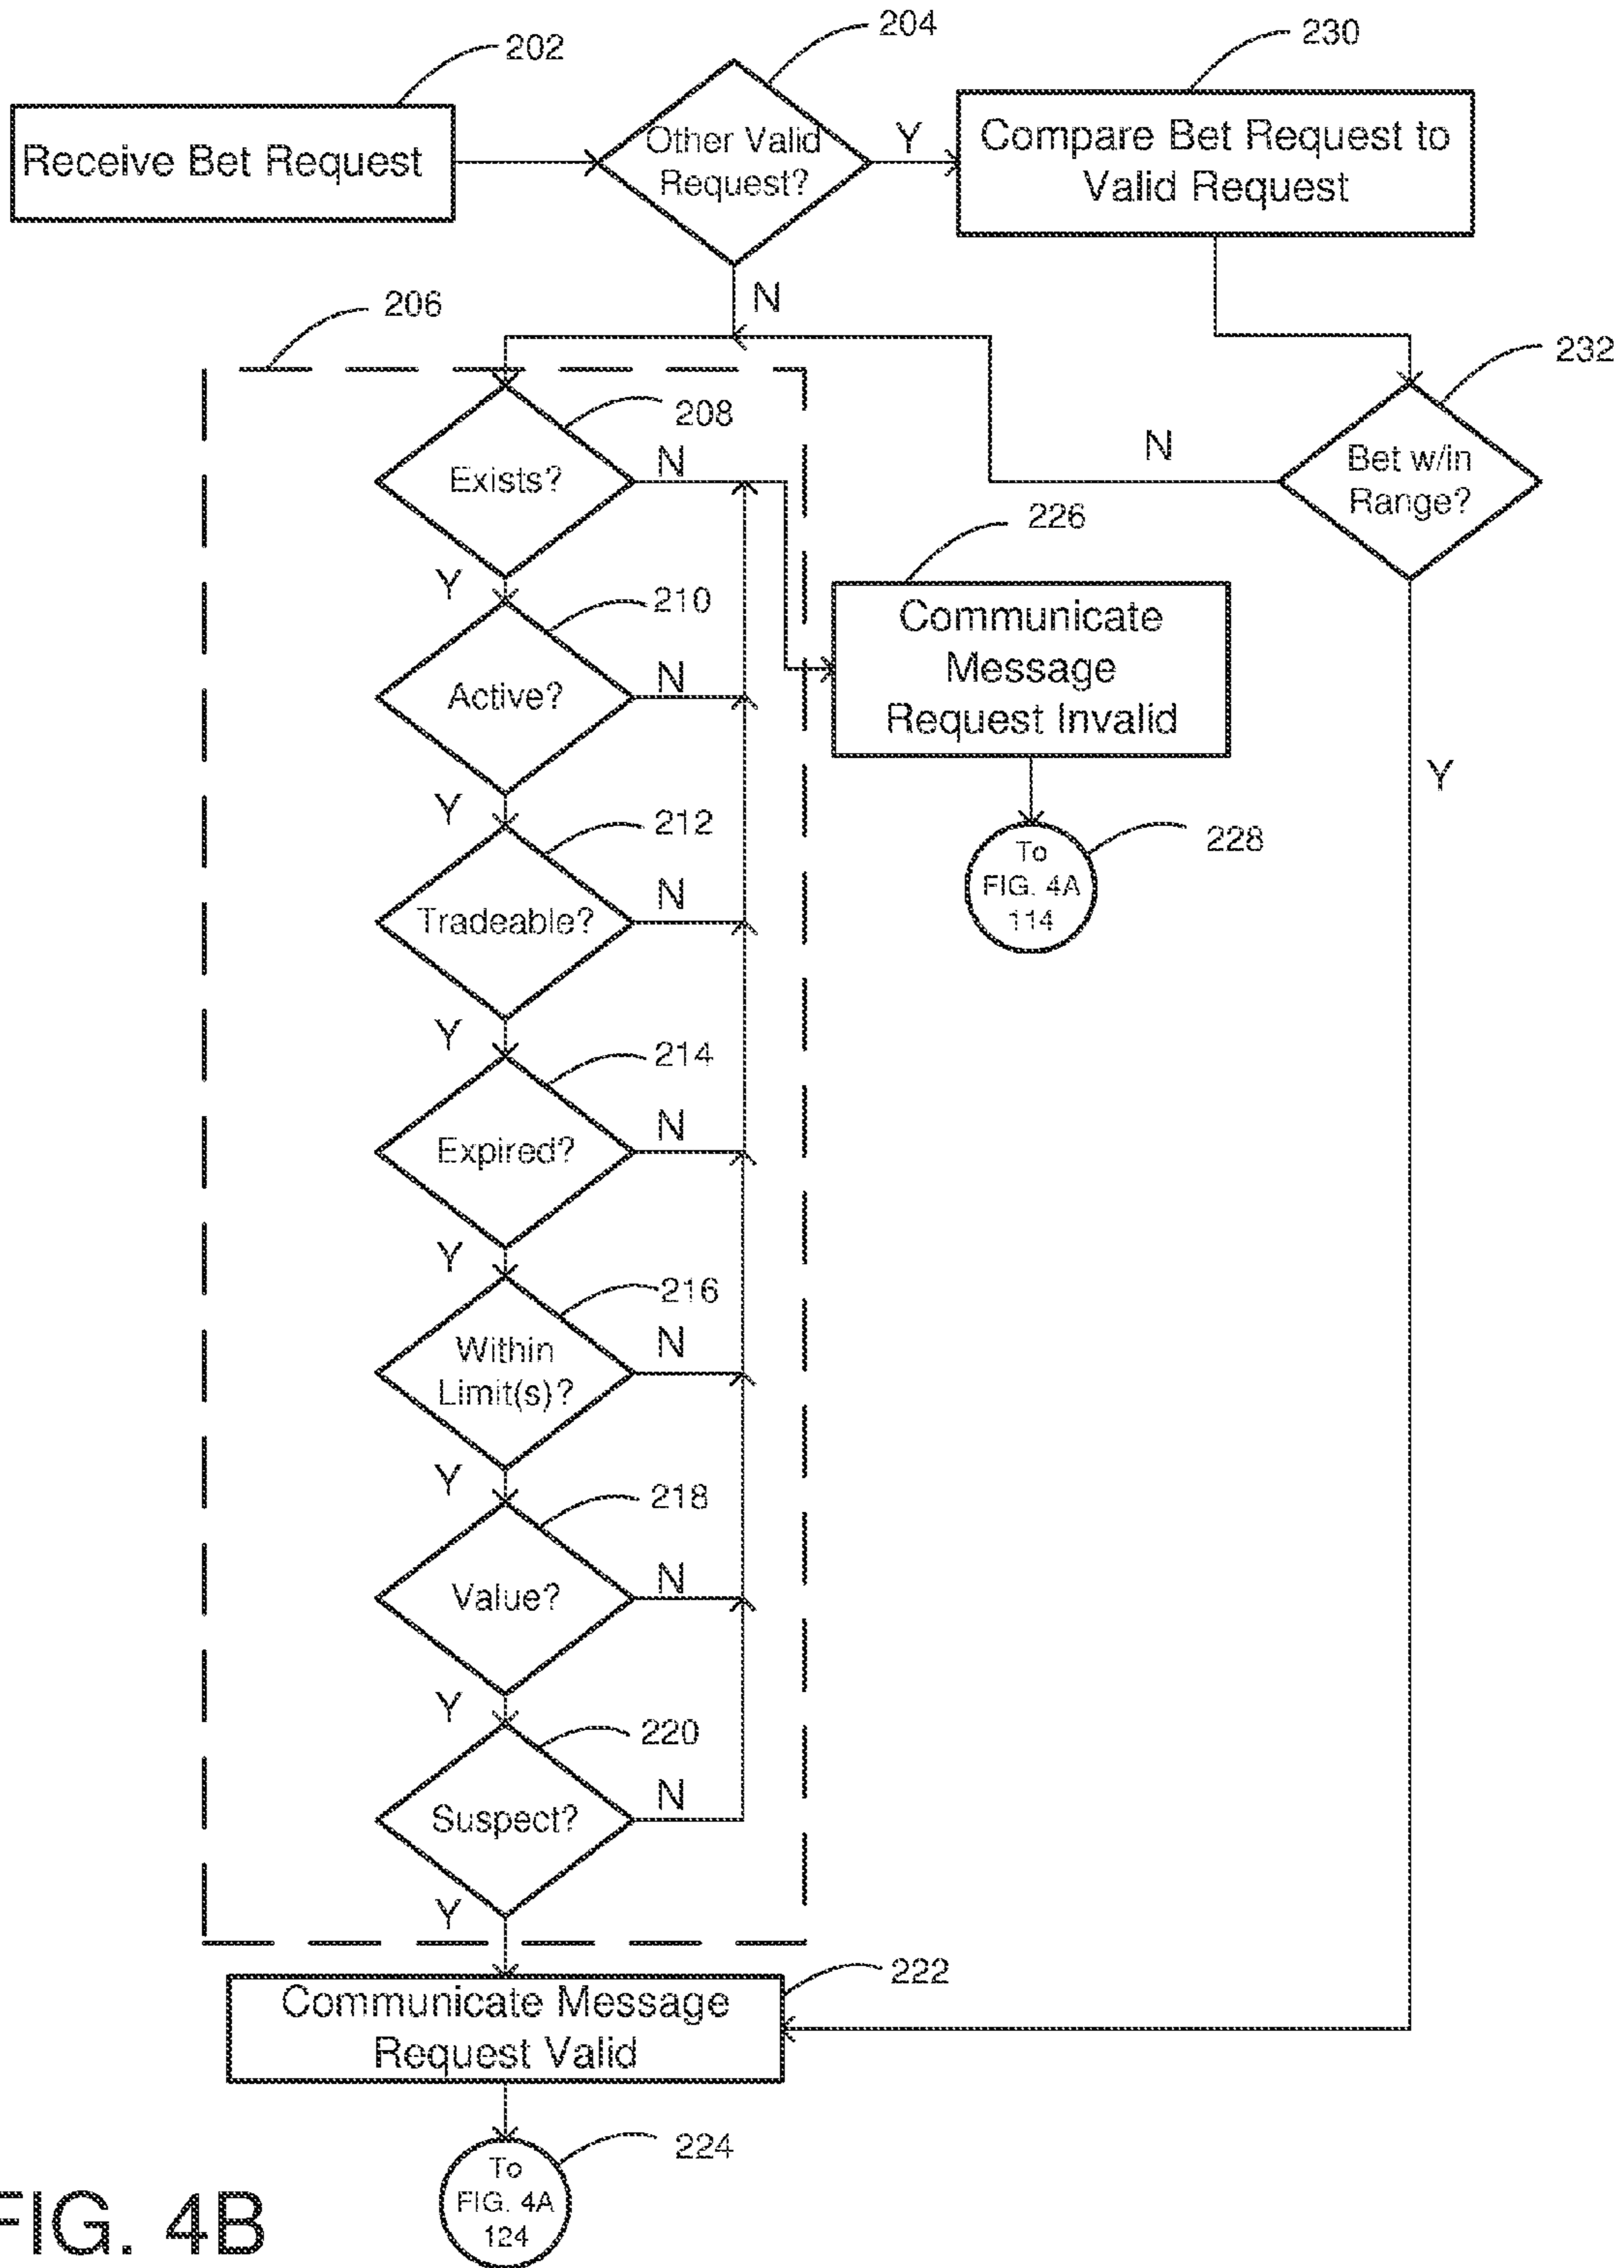 202
204
230
Receive Bet Request
Other Valid
Request?
Y
Compare Bet Request to
Valid Request
N
206
232
208
Exists?
N
N
Bet w/in
Range?
226
Y
210
Communicate
Message
Request Invalid
Active?
N
Y
Y
212
228
To
FIG. 4A
114
Tradeable?
N
Y
214
Expired?
N
Y
216
Within
Limit(s)?
N
Y
218
Value?
N
Y
220
Suspect?
N
Y
222
Communicate Message
Request Valid
224
To
FIG. 4A
124
FIG. 4B